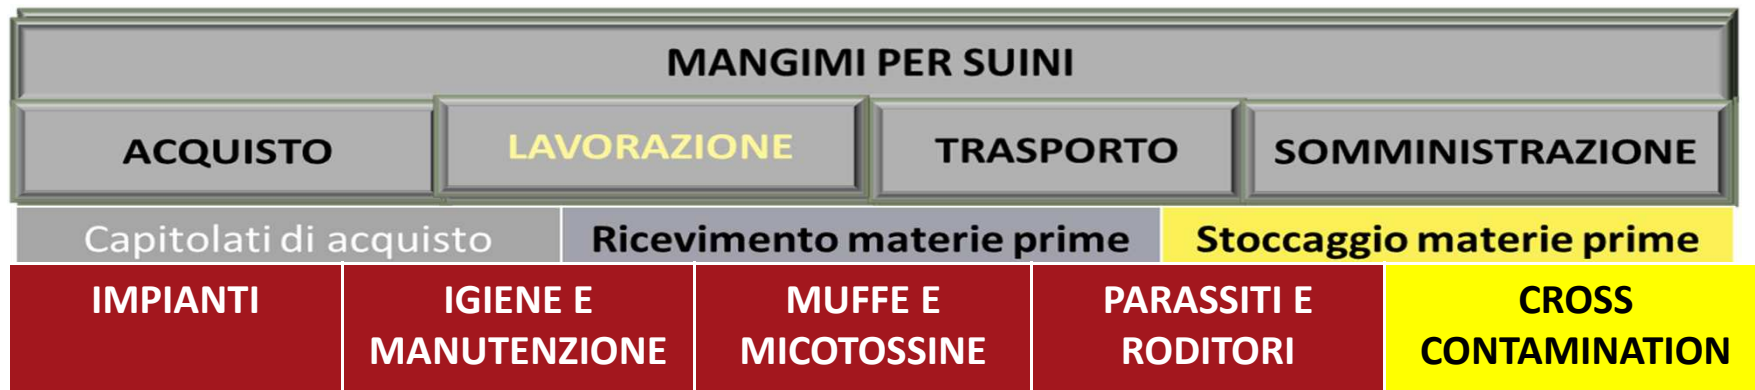 MANGIMI PER SUINI
ACQUISTO LAVORAZIONE TRASPORTO SOMMINISTRAZIONE
Capitolati di acquisto Ricevimento materie prime Stoccaggio materie prime
IMPIANTI
IGIENE E
MANUTENZIONE
MUFFE E
MICOTOSSINE
PARASSITI E
RODITORI
CROSS
CONTAMINATION